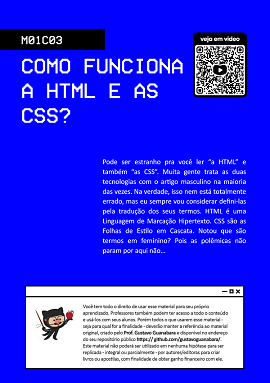 M01C03
veja em vídeo
COMO FUNCIONA
A HTML E AS
CSS?
Pode ser estranho pra você ler “a HTML” e
também “as CSS”. Muita gente trata as duas
tecnologias com o artigo masculino na maioria
das vezes. Na verdade, isso nem está totalmente
errado, mas eu sempre vou considerar defini-las
pela tradução dos seus termos. HTML é uma
Linguagem de Marcação Hipertexto. CSS são as
Folhas de Estilo em Cascata. Notou que são
termos em feminino? Pois as polêmicas não
param por aqui não...
Você tem todo o direito de usar esse material para seu próprio
aprendizado. Professores também podem ter acesso a todo o conteúdo
e usá-los com seus alunos. Porém todos o que usarem esse material -
seja para qual for a finalidade - deverão manter a referência ao material
original, criado pelo Prof. Gustavo Guanabara e disponível no endereço
do seu repositório público https://github.com/gustavoguanabara/.
Este material não poderá ser utilizado em nenhuma hipótese para ser
replicada - integral ou parcialmente - por autores/editoras para criar
livros ou apostilas, com finalidade de obter ganho financeiro com ele.